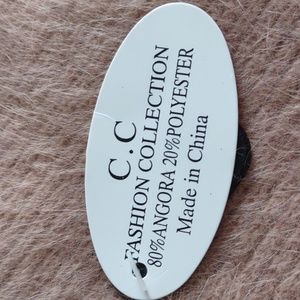 C.C
FASHION COLLECTION
80%ANGORA 20%POLYESTER
Made in China